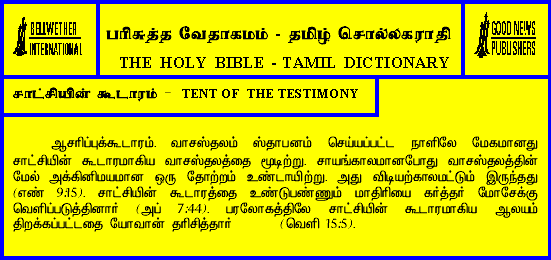 BELLWETHER
INTERNATIONAL
பரிசுத்த வேதாகமம் - தமிழ் சொல்லகராதி
THE HOLY BIBLE - TAMIL DICTIONARY
GOOD NEWS
PUBLISHERS
சாட்சியின் கூடாரம் - TENT OF THE TESTIMONY
ஆசரிப்புக்கூடாரம். வாசஸ்தலம் ஸ்தாபனம் செய்யப்பட்ட நாளிலே மேகமானது
சாட்சியின் கூடாரமாகிய வாசஸ்தலத்தை மூடிற்று. சாயங்காலமானபோது வாசஸ்தலத்தின்
மேல் அக்கினிமயமான ஒரு தோற்றம் உண்டாயிற்று. அது விடியற்காலமட்டும் இருந்தது
(எண் 9:15). சாட்சியின் கூடாரத்தை உண்டுபண்ணும் மாதிரியை கர்த்தர் மோசேக்கு
வெளிப்படுத்தினார் (அப் 7:44). பரலோகத்திலே சாட்சியின் கூடாரமாகிய ஆலயம்
திறக்கப்பட்டதை யோவான் தரிசித்தார் (வெளி 15:5).